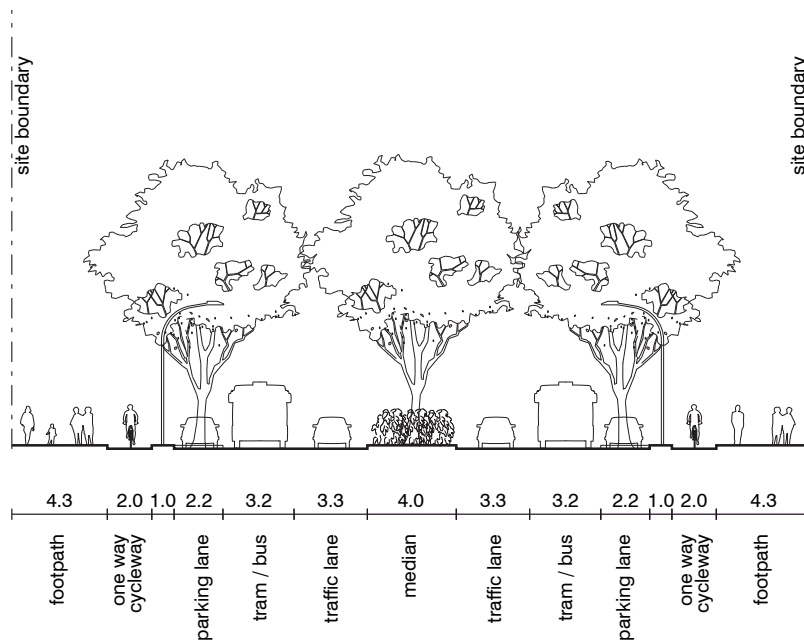 site boundary
site boundary
4.3 2.0 1.0 2.2 3.2 3.3 4.0 3.3 3.2 2.2 1.0 2.0 4.3
footpath
one way
cycleway
parking lane
tram / bus
traffic lane
median
traffic lane
tram / bus
parking lane
one way
cycleway
footpath